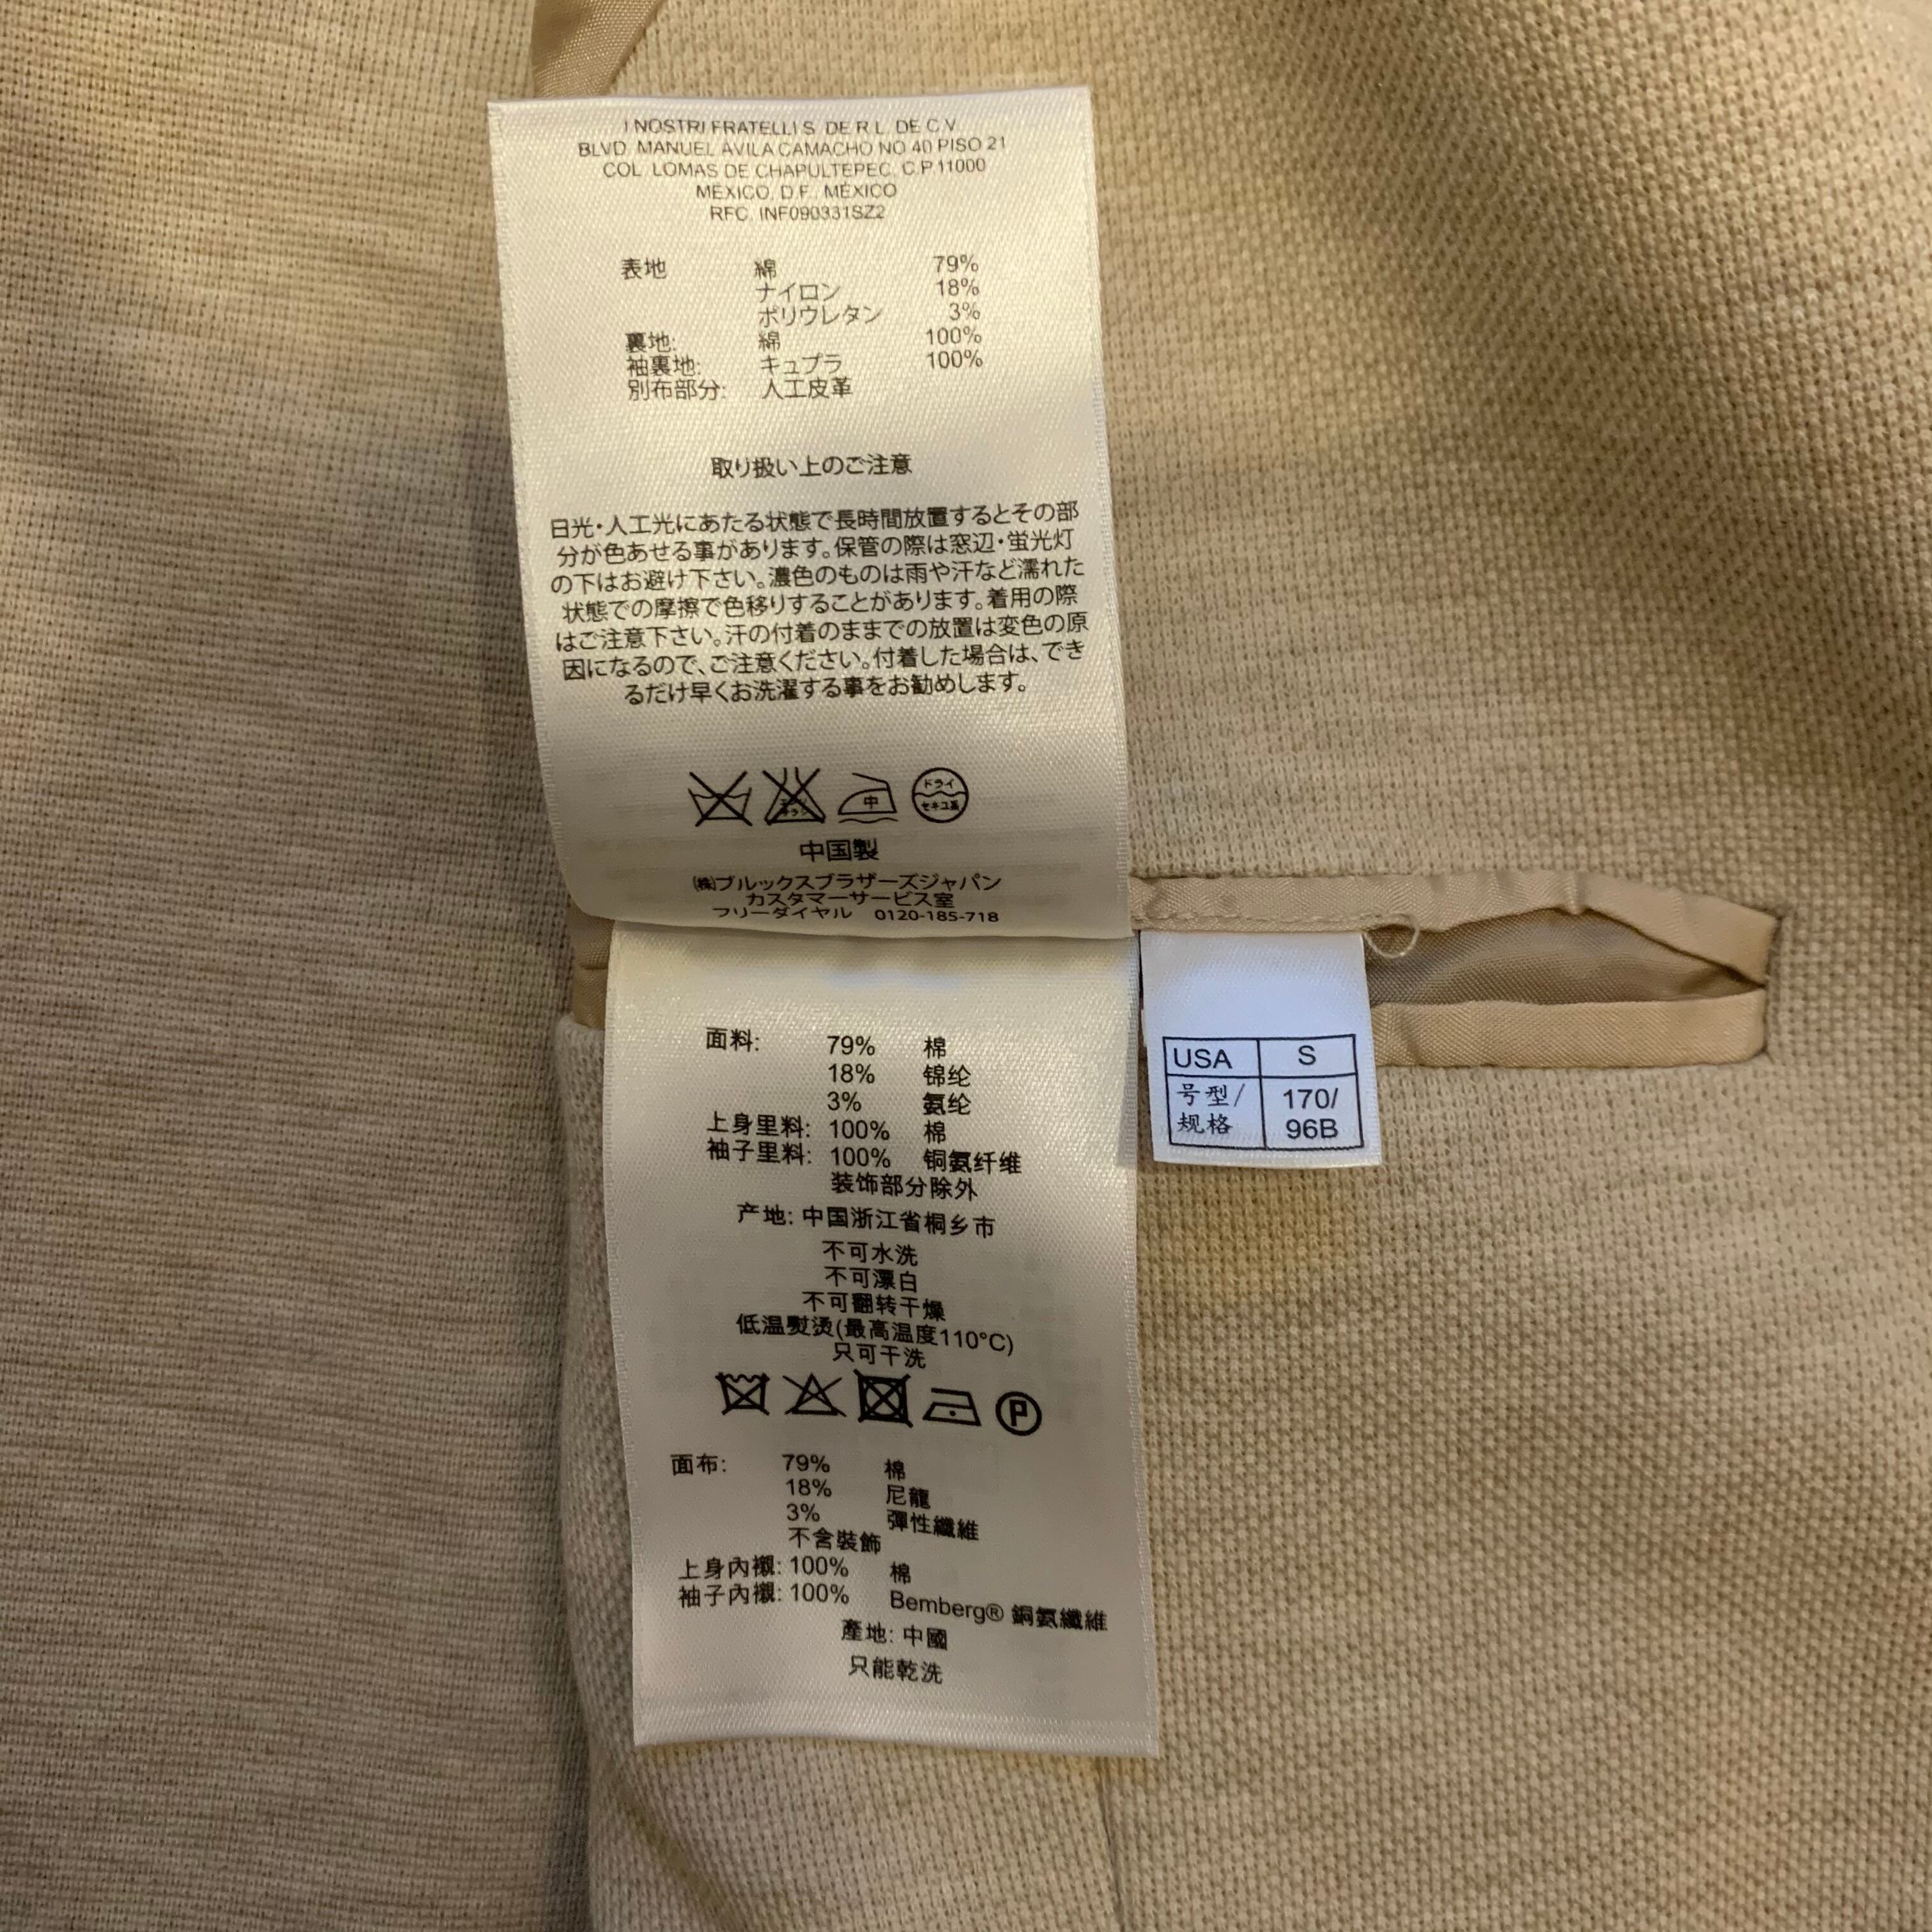 I NOSTRI FRATELLI S. DE R.L. DE C.V.
BLVD. MANUEL ÁVILA CAMACHO NO 40 PISO 21
COL. LOMAS DE CHAPULTEPEC, C.P.11000
MÉXICO, D.F., MÉXICO
RFC. INF090331SZ2
表地 綿 79%
ナイロン 18%
ポリウレタン 3%
裏地: 綿 100%
袖裏地: キュプラ 100%
別布部分: 人工皮革
取り扱い上のご注意
日光・人工光にあたる状態で長時間放置するとその部
分が色あせる事があります。保管の際は窓辺・蛍光灯
の下はお避け下さい。濃色のものは雨や汗など濡れた
状態での摩擦で色移りすることがあります。着用の際
はご注意下さい。汗の付着のままでの放置は変色の原
因になるので、ご注意ください。付着した場合は、でき
るだけ早くお洗濯する事をお勧めします。
中
ドライ
セキユ系
中国製
㈱ブルックスブラザーズジャパン
カスタマーサービス室
フリーダイヤル 0120-185-718
面料: 79% 棉
18% 锦纶
3% 氨纶
上身里料: 100% 棉
袖子里料: 100% 铜氨纤维
装饰部分除外
产地: 中国浙江省桐乡市
不可水洗
不可漂白
不可翻转干燥
低温熨烫(最高温度110°C)
只可干洗
P
面布: 79% 棉
18% 尼龍
3% 彈性纖維
不含裝飾
上身內襯: 100% 棉
袖子內襯: 100% Bemberg® 銅氨纖維
產地: 中國
只能乾洗
USA S
号型/ 170/
规格 96B